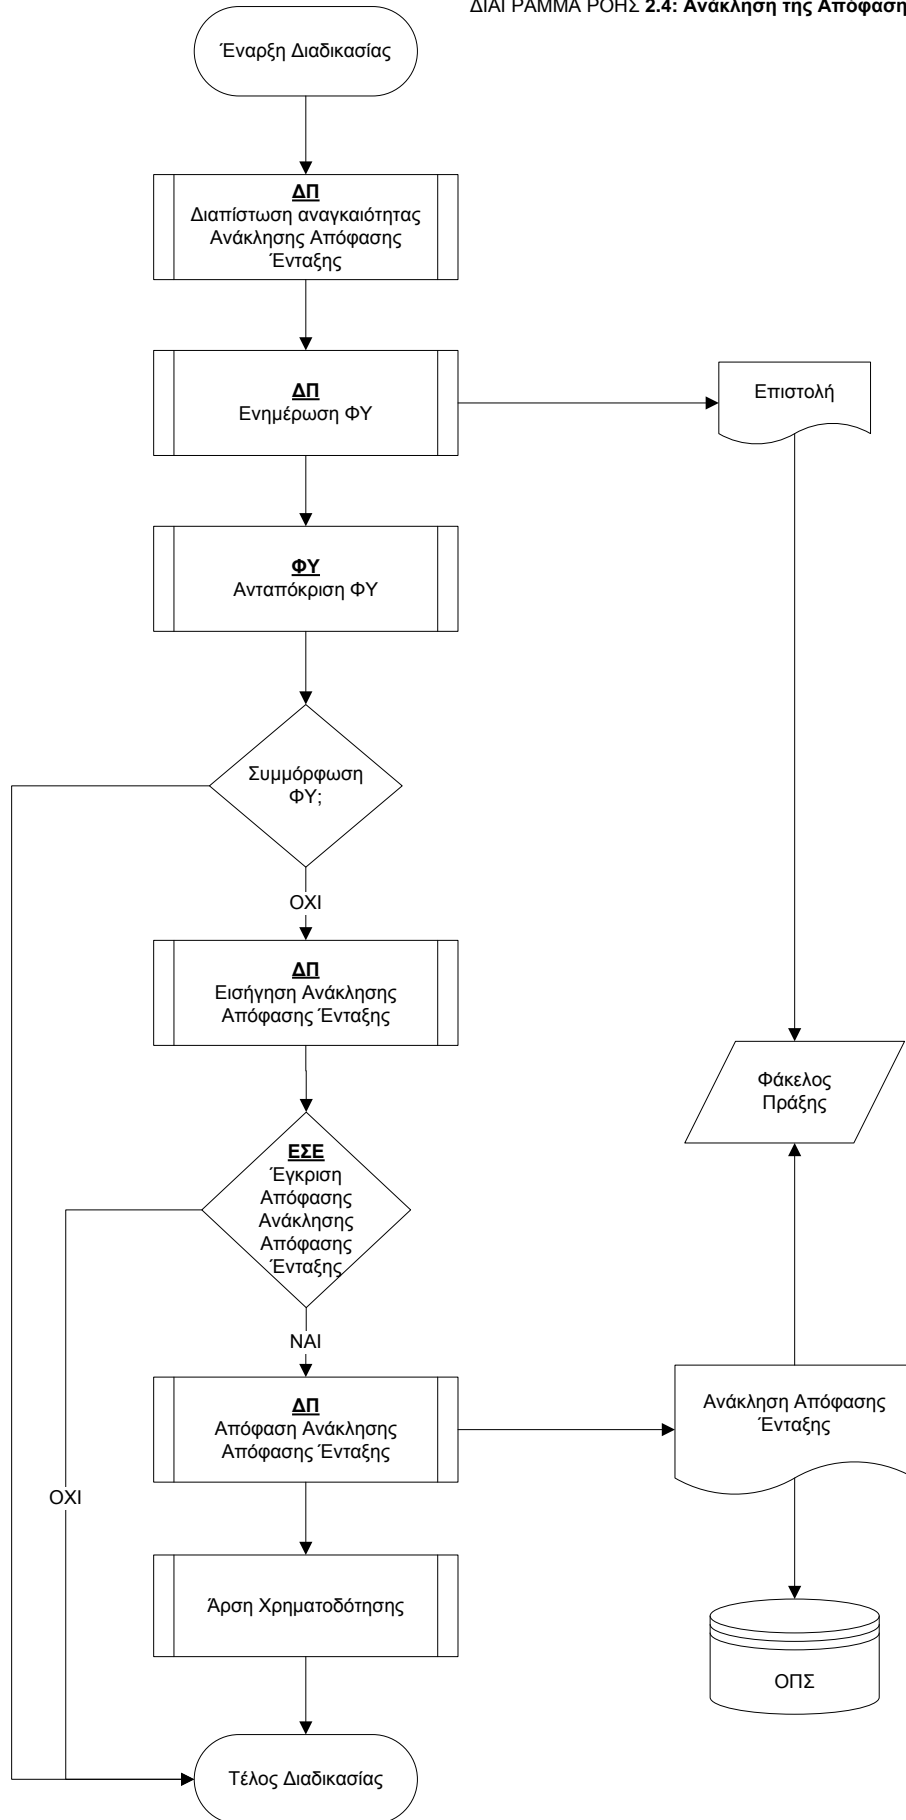 ΔΙΑΓΡΑΜΜΑ ΡΟΗΣ 2.4: Ανάκληση της
Έναρξη Διαδικασίας
ΔΠ
Διαπίστωση αναγκαιότητας
Ανάκλησης Απόφασης
Ένταξης
ΔΠ
Ενημέρωση ΦΥ
Επιστολή
ΦΥ
Ανταπόκριση ΦΥ
Συμμόρφωση
ΦΥ;
ΟΧΙ
ΔΠ
Εισήγηση Ανάκλησης
Απόφασης Ένταξης
Φάκελος
Πράξης
ΕΣΕ
Έγκριση
Απόφασης
Ανάκλησης
Απόφασης
Ένταξης
ΝΑΙ
ΔΠ
Απόφαση Ανάκλησης
Απόφασης Ένταξης
Ανάκληση Απόφασης
Ένταξης
ΟΧΙ
Άρση Χρηματοδότησης
ΟΠΣ
Τέλος Διαδικασίας